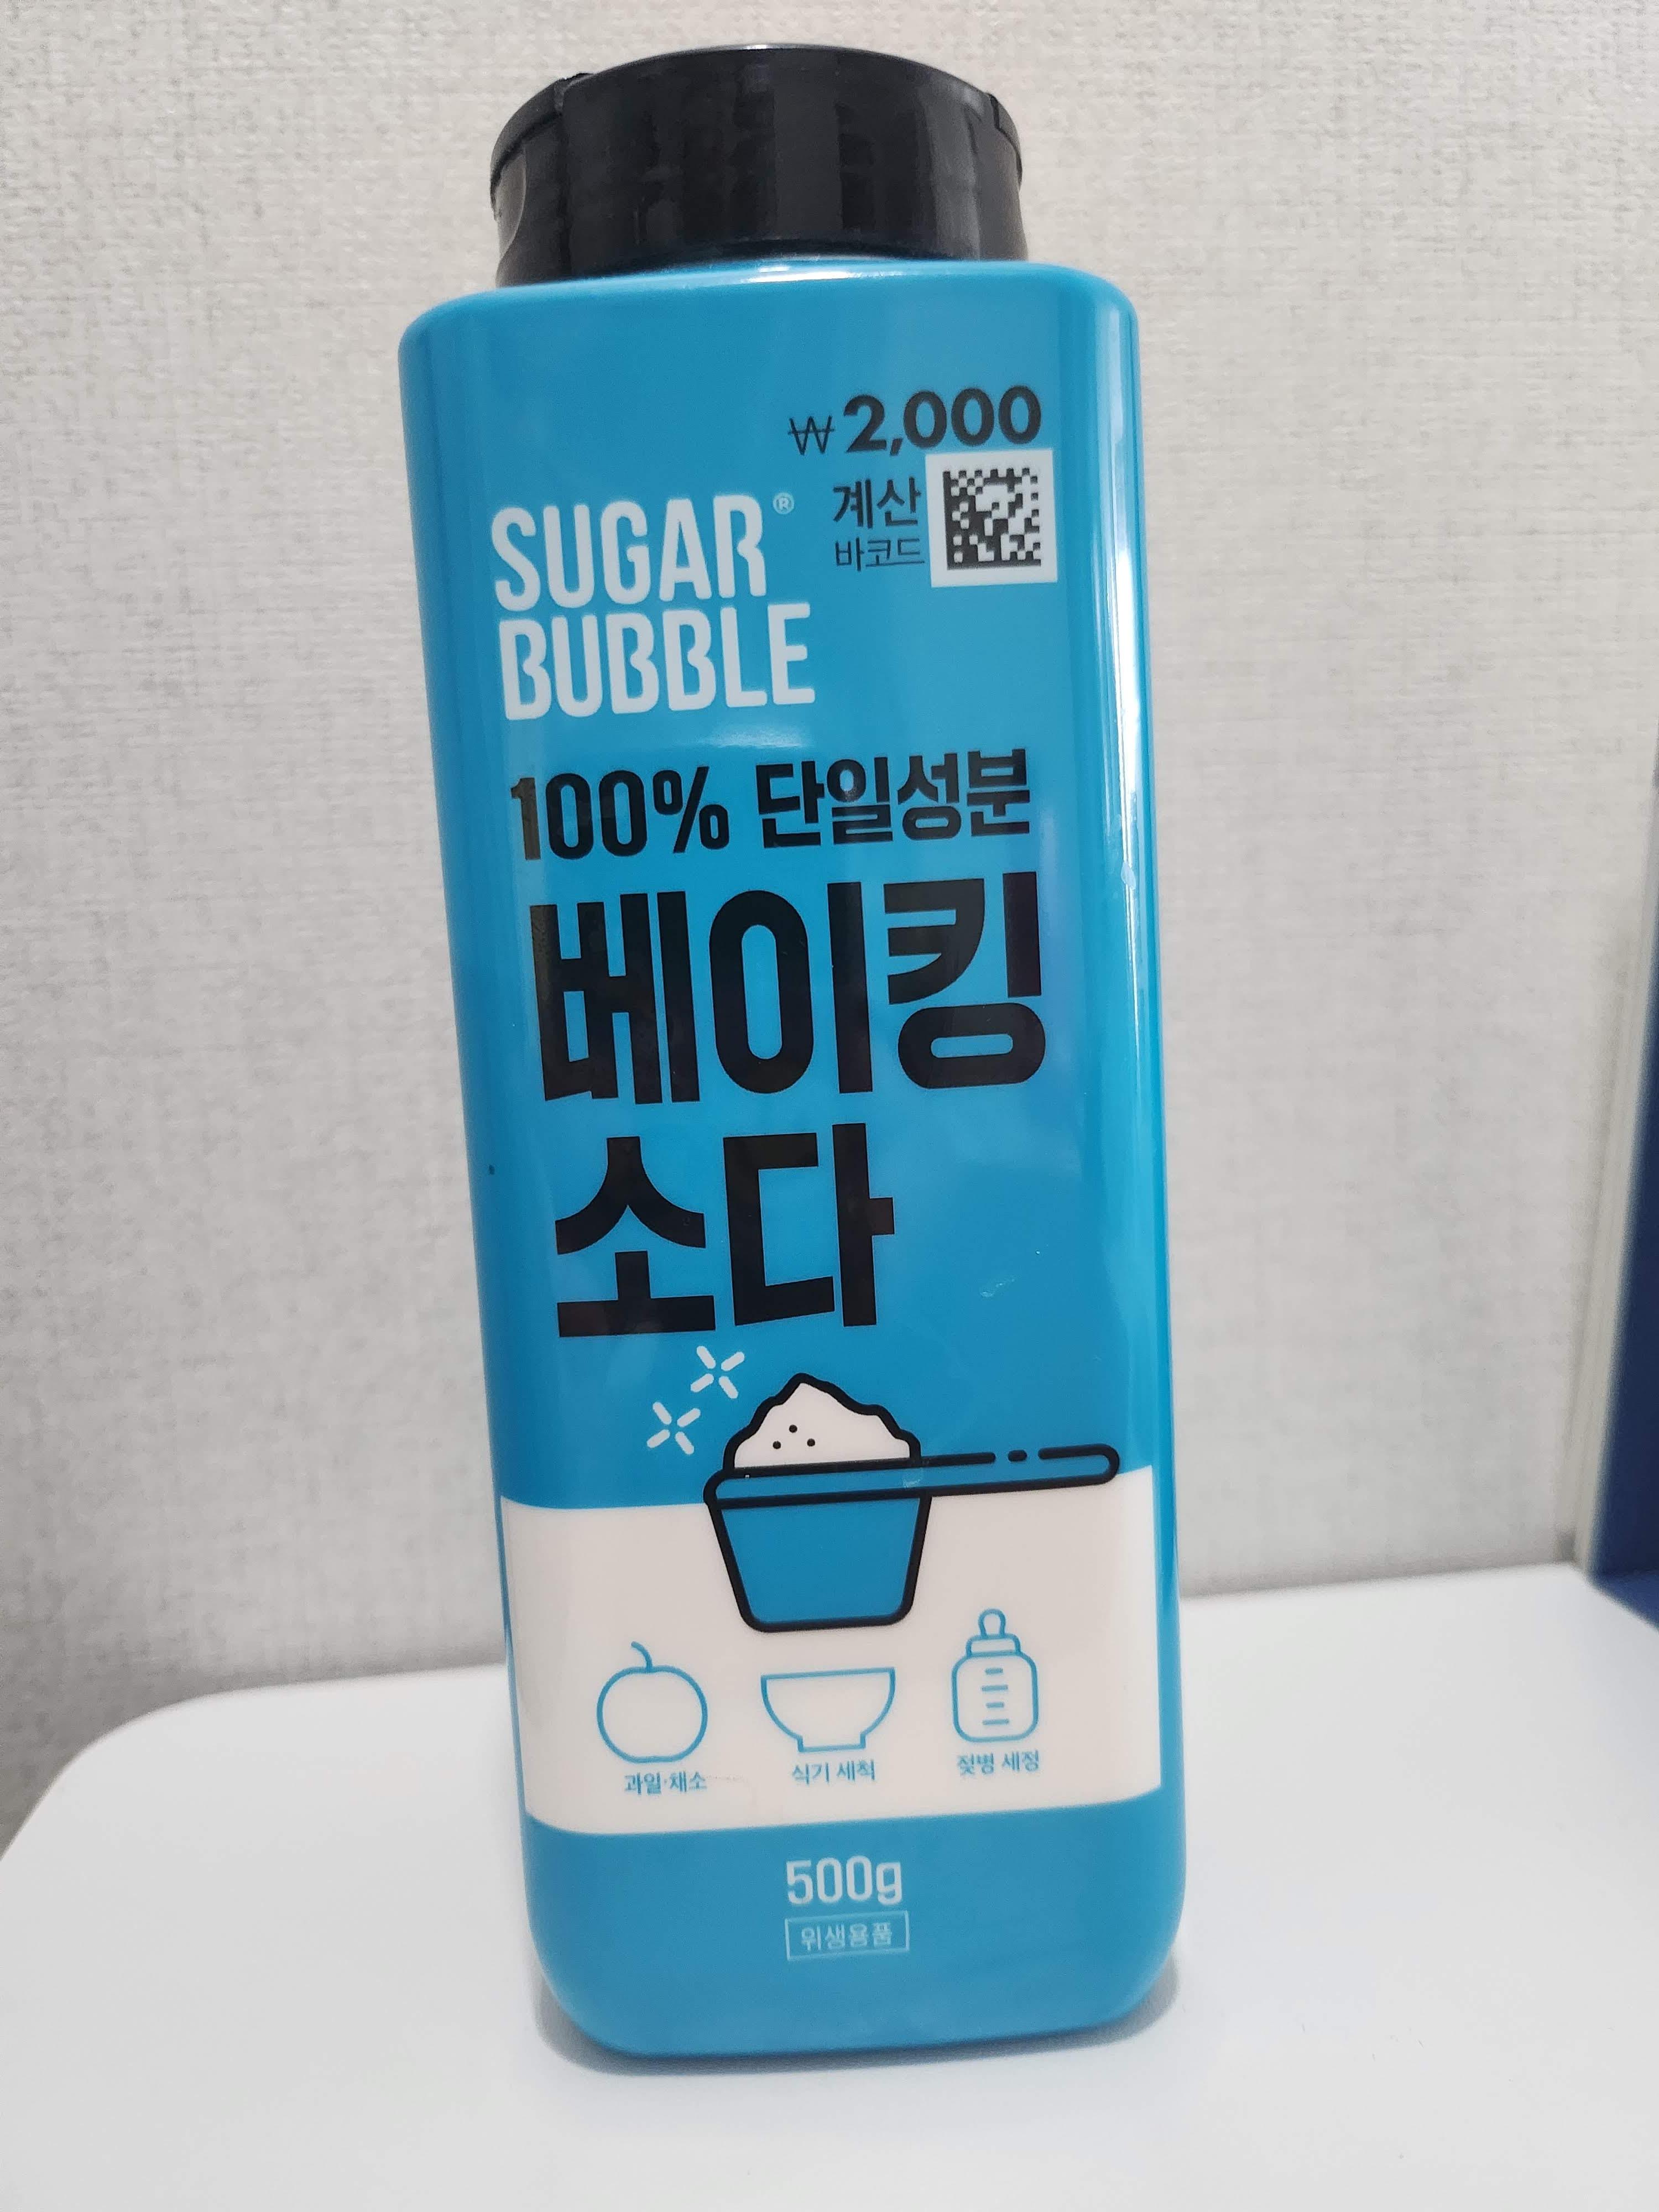 ₩2,000
계산
바코드
SUGAR®
BUBBLE
100% 단일성분
베이킹
소다
과일·채소
식기 세척
젖병 세정
500g
위생용품